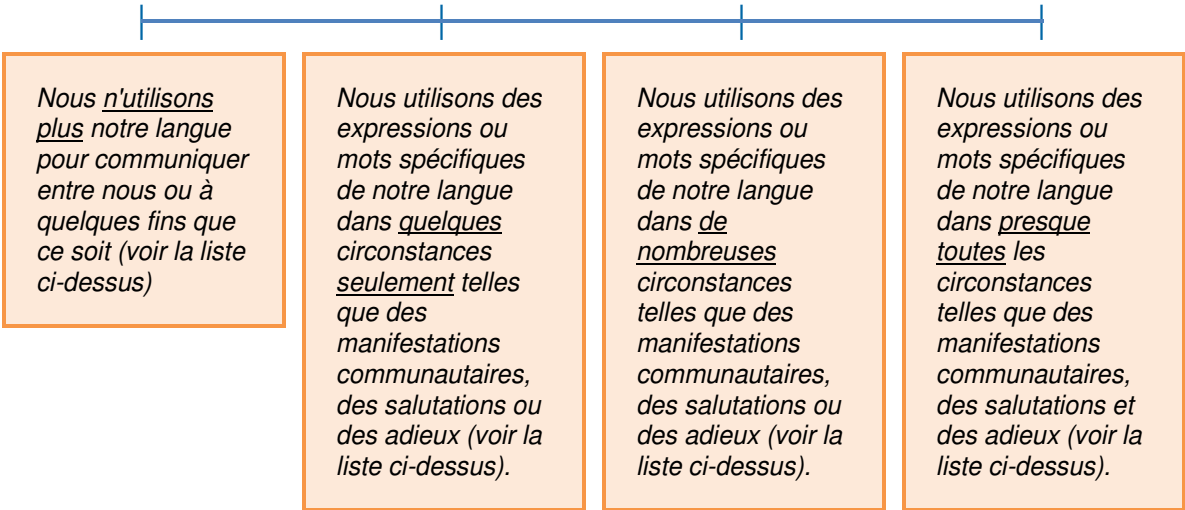 Nous n'utilisons
plus notre langue
pour communiquer
entre nous ou à
quelques fins que
ce soit (voir la liste
ci-dessus)
Nous utilisons des
expressions ou
mots spécifiques
de notre langue
dans quelques
circonstances
seulement telles
que des
manifestations
communautaires,
des salutations ou
des adieux (voir la
liste ci-dessus).
Nous utilisons des
expressions ou
mots spécifiques
de notre langue
dans de
nombreuses
circonstances
telles que des
manifestations
communautaires,
des salutations ou
des adieux (voir la
liste ci-dessus).
Nous utilisons des
expressions ou
mots spécifiques
de notre langue
dans presque
toutes les
circonstances
telles que des
manifestations
communautaires,
des salutations et
des adieux (voir la
liste ci-dessus).